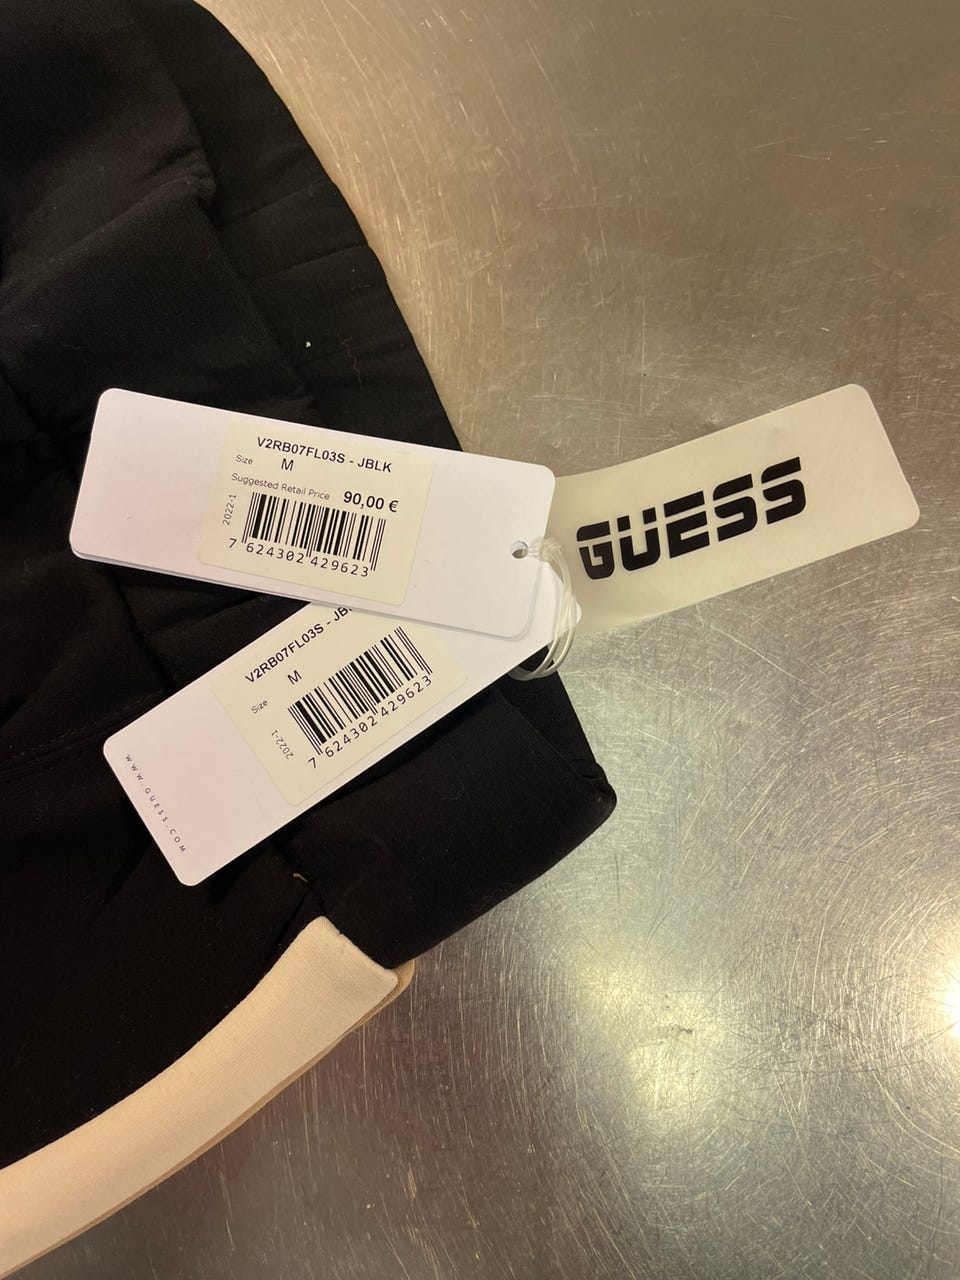 V2RB07FL03S - JBLK
Size M
Suggested Retail Price 90,00 €
2022-1
7 624302 429623
GUESS
V2RB07FL03S - JB
Size M
2022-1
7 624302 429623
WWW.GUESS.COM